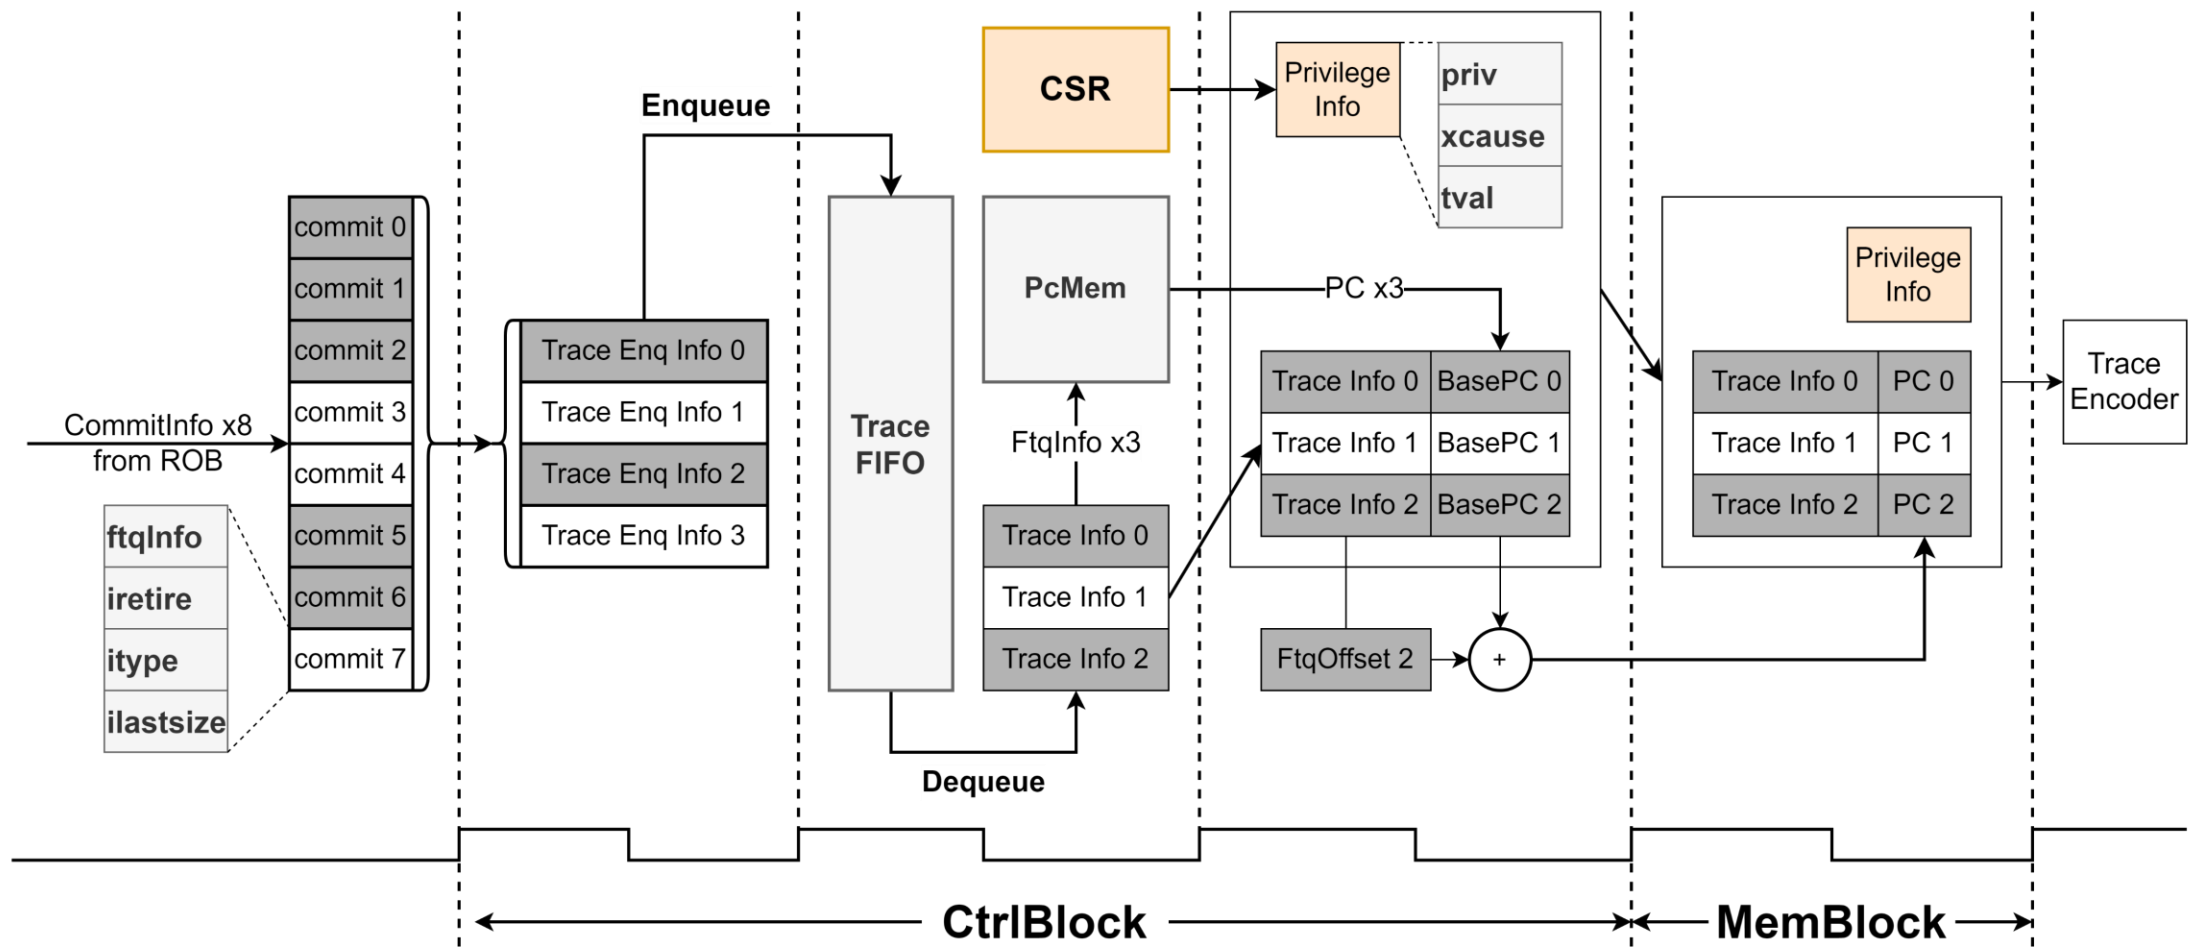 CommitInfo x8
from ROB
ftqInfo
iretire
itype
ilastsize
commit 0
commit 1
commit 2
commit 3
commit 4
commit 5
commit 6
commit 7
Enqueue
Trace Enq Info 0
Trace Enq Info 1
Trace Enq Info 2
Trace Enq Info 3
Trace
FIFO
Dequeue
CSR
PcMem
FtqInfo x3
Trace Info 0
Trace Info 1
Trace Info 2
Privilege
Info
priv
xcause
tval
PC x3
Trace Info 0 BasePC 0
Trace Info 1 BasePC 1
Trace Info 2 BasePC 2
FtqOffset 2
+
Privilege
Info
Trace Info 0 PC 0
Trace Info 1 PC 1
Trace Info 2 PC 2
Trace
Encoder
CtrlBlock
MemBlock